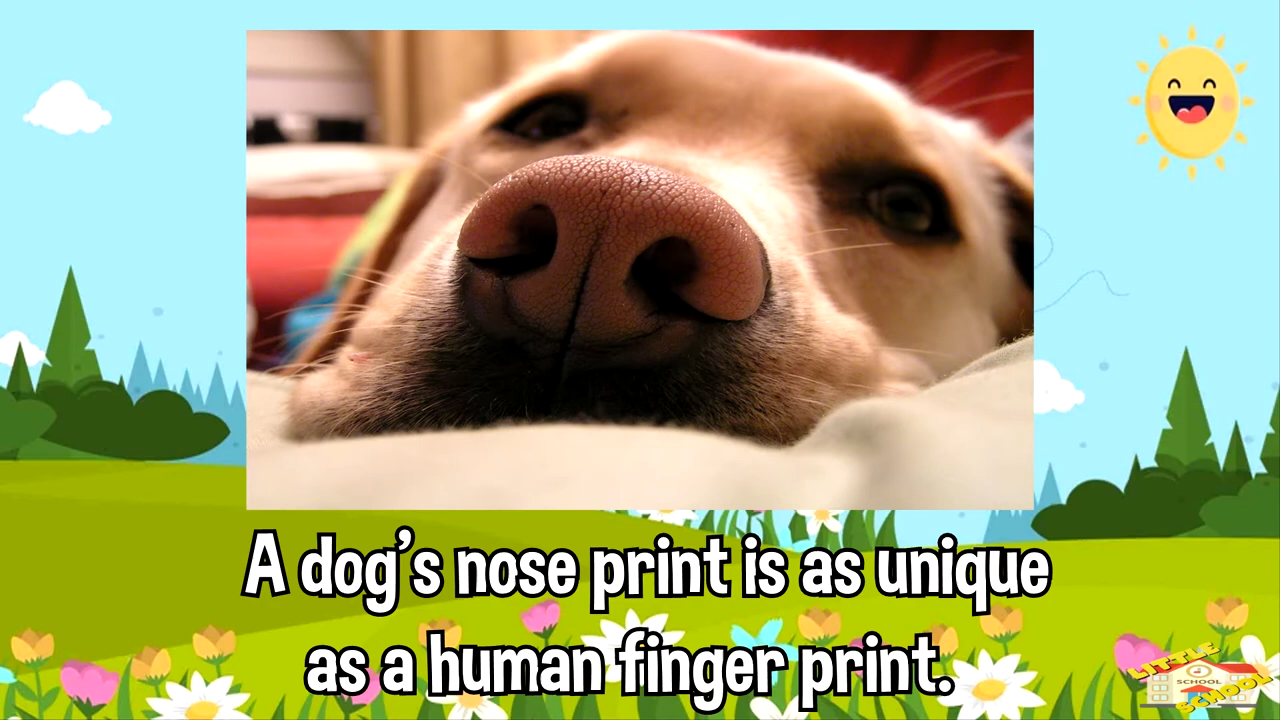 A dog's nose print is as unique
as a human finger print.
LITTLE
SCHOOL
SCHOOL